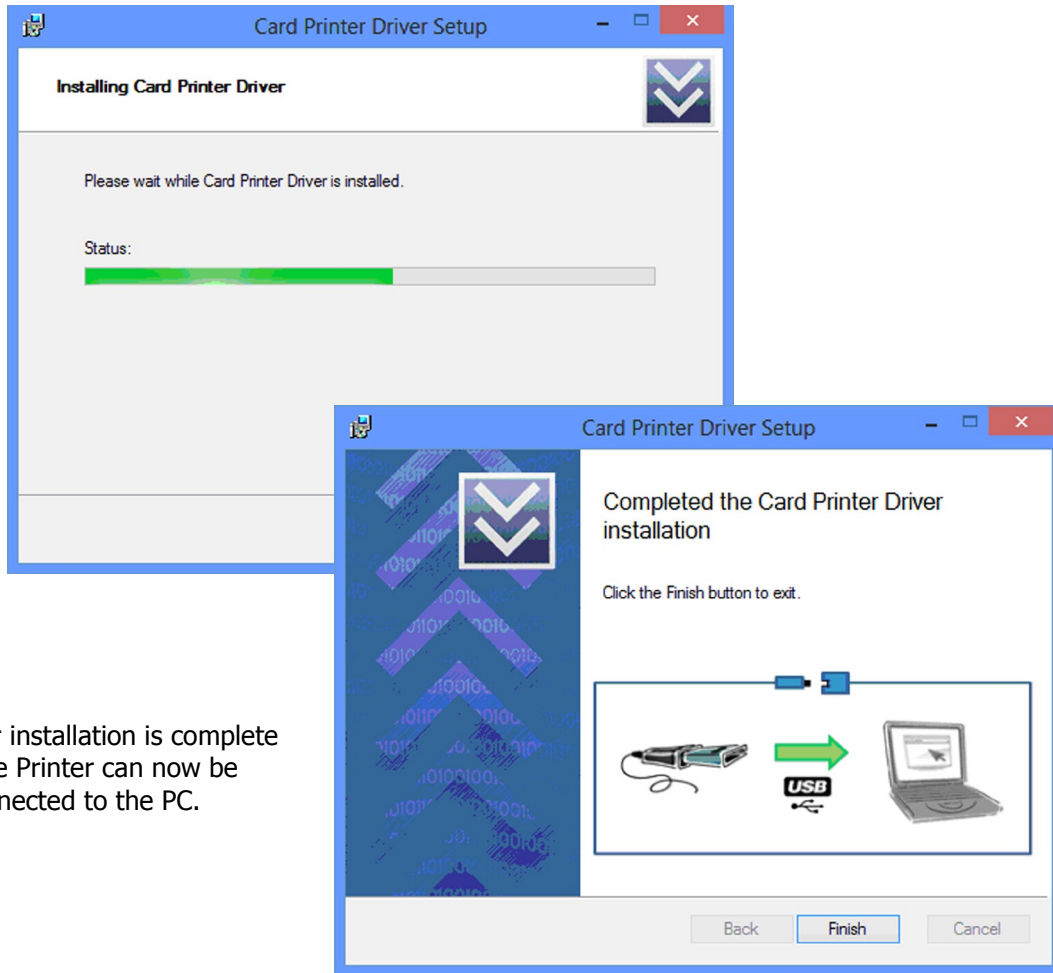 Card Printer Driver Setup
Installing Card Printer Driver
Please wait while Card Printer Driver is installed.
Status:
Card Printer Driver Setup
Completed the Card Printer Driver
installation
Click the Finish button to exit.
USB
installation is complete
Printer can now be
to the PC.
Back Finish Cancel